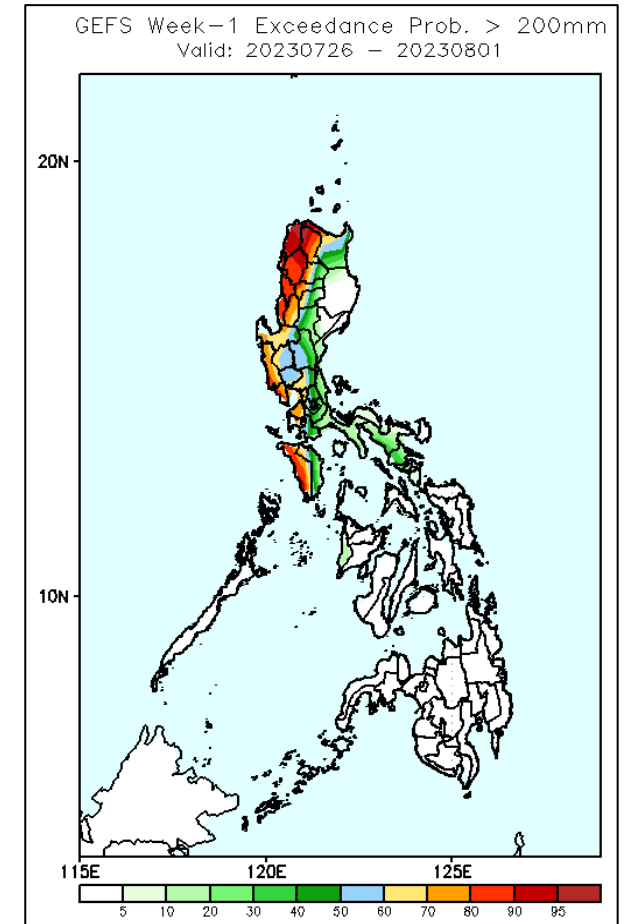 GEFS Week-1 Exceedance Prob. > 200mm
Valid: 20230726 - 20230801
20N
10N
115E 120E 125E
5 10 20 30 40 50 60 70 80 90 95